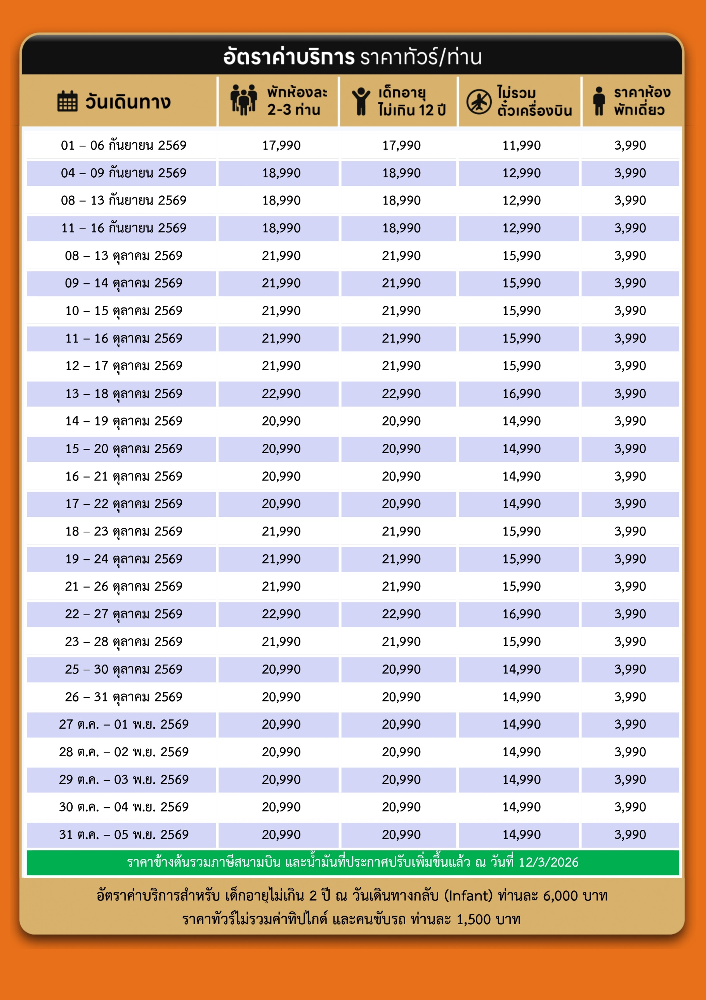 อัตราค่าบริการ ราคาทัวร์/ท่าน
วันเดินทาง พักห้องละ 2-3 ท่าน เด็กอายุ ไม่เกิน 12 ปี ไม่รวม ตั๋วเครื่องบิน ราคาห้อง พักเดี่ยว
01 – 06 กันยายน 2569 17,990 17,990 11,990 3,990
04 – 09 กันยายน 2569 18,990 18,990 12,990 3,990
08 – 13 กันยายน 2569 18,990 18,990 12,990 3,990
11 – 16 กันยายน 2569 18,990 18,990 12,990 3,990
08 – 13 ตุลาคม 2569 21,990 21,990 15,990 3,990
09 – 14 ตุลาคม 2569 21,990 21,990 15,990 3,990
10 – 15 ตุลาคม 2569 21,990 21,990 15,990 3,990
11 – 16 ตุลาคม 2569 21,990 21,990 15,990 3,990
12 – 17 ตุลาคม 2569 21,990 21,990 15,990 3,990
13 – 18 ตุลาคม 2569 22,990 22,990 16,990 3,990
14 – 19 ตุลาคม 2569 20,990 20,990 14,990 3,990
15 – 20 ตุลาคม 2569 20,990 20,990 14,990 3,990
16 – 21 ตุลาคม 2569 20,990 20,990 14,990 3,990
17 – 22 ตุลาคม 2569 20,990 20,990 14,990 3,990
18 – 23 ตุลาคม 2569 21,990 21,990 15,990 3,990
19 – 24 ตุลาคม 2569 21,990 21,990 15,990 3,990
21 – 26 ตุลาคม 2569 21,990 21,990 15,990 3,990
22 – 27 ตุลาคม 2569 22,990 22,990 16,990 3,990
23 – 28 ตุลาคม 2569 21,990 21,990 15,990 3,990
25 – 30 ตุลาคม 2569 20,990 20,990 14,990 3,990
26 – 31 ตุลาคม 2569 20,990 20,990 14,990 3,990
27 ต.ค. – 01 พ.ย. 2569 20,990 20,990 14,990 3,990
28 ต.ค. – 02 พ.ย. 2569 20,990 20,990 14,990 3,990
29 ต.ค. – 03 พ.ย. 2569 20,990 20,990 14,990 3,990
30 ต.ค. – 04 พ.ย. 2569 20,990 20,990 14,990 3,990
31 ต.ค. – 05 พ.ย. 2569 20,990 20,990 14,990 3,990
ราคาข้างต้นรวมภาษีสนามบิน และน้ำมันที่ประกาศปรับเพิ่มขึ้นแล้ว ณ วันที่ 12/3/2026
อัตราค่าบริการสำหรับ เด็กอายุไม่เกิน 2 ปี ณ วันเดินทางกลับ (Infant) ท่านละ 6,000 บาท
ราคาทัวร์ไม่รวมค่าทิปไกด์ และคนขับรถ ท่านละ 1,500 บาท